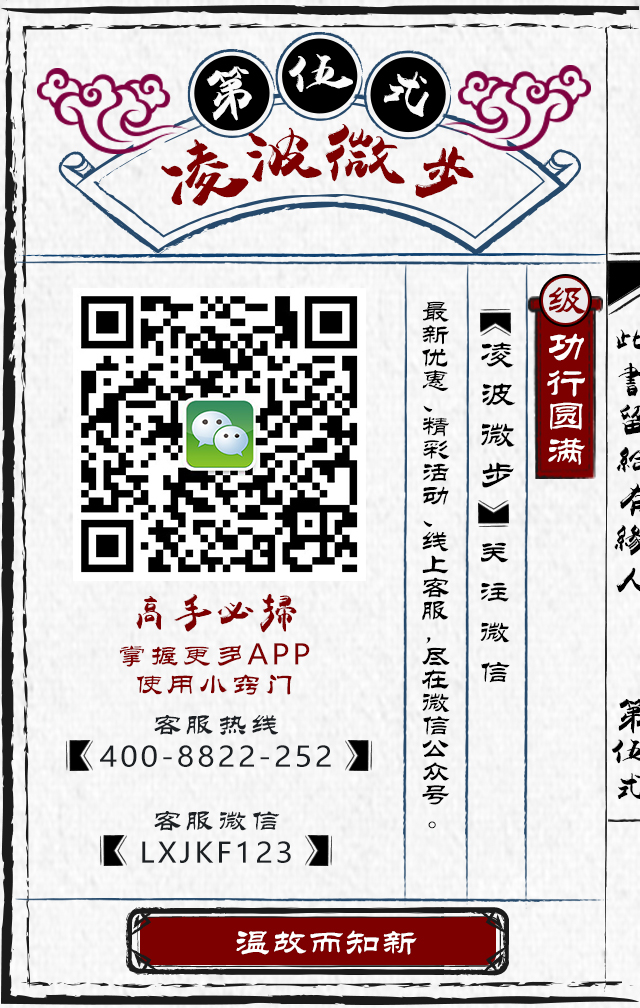 第伍式
凌波微步
级
功行圆满
【凌波微步】关注微信
最新优惠、精彩活动、线上客服，尽在微信公众号。
高手必掃
掌握更多APP
使用小窍门
客服热线
【400-8822-252】
客服微信
【LXJKF123】
温故而知新
此書留給有緣人
第伍式